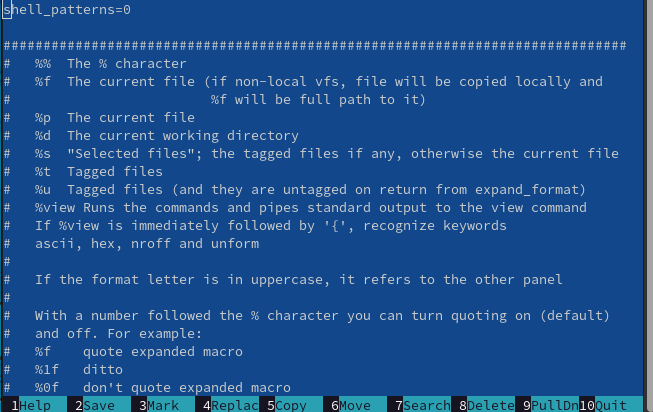 shell_patterns=0
##############################################################################
#   %%  The % character
#   %f  The current file (if non-local vfs, file will be copied locally and
#                         %f will be full path to it)
#   %p  The current file
#   %d  The current working directory
#   %s  "Selected files"; the tagged files if any, otherwise the current file
#   %t  Tagged files
#   %u  Tagged files (and they are untagged on return from expand_format)
#   %view Runs the commands and pipes standard output to the view command
#   If %view is immediately followed by '{', recognize keywords
#   ascii, hex, nroff and unform
#
#   If the format letter is in uppercase, it refers to the other panel
#
#   With a number followed the % character you can turn quoting on (default)
#   and off. For example:
#   %f    quote expanded macro
#   %1f   ditto
#   %0f   don't quote expanded macro
1Help 2Save 3Mark 4Replac 5Copy 6Move 7Search 8Delete 9PullDn 10Quit